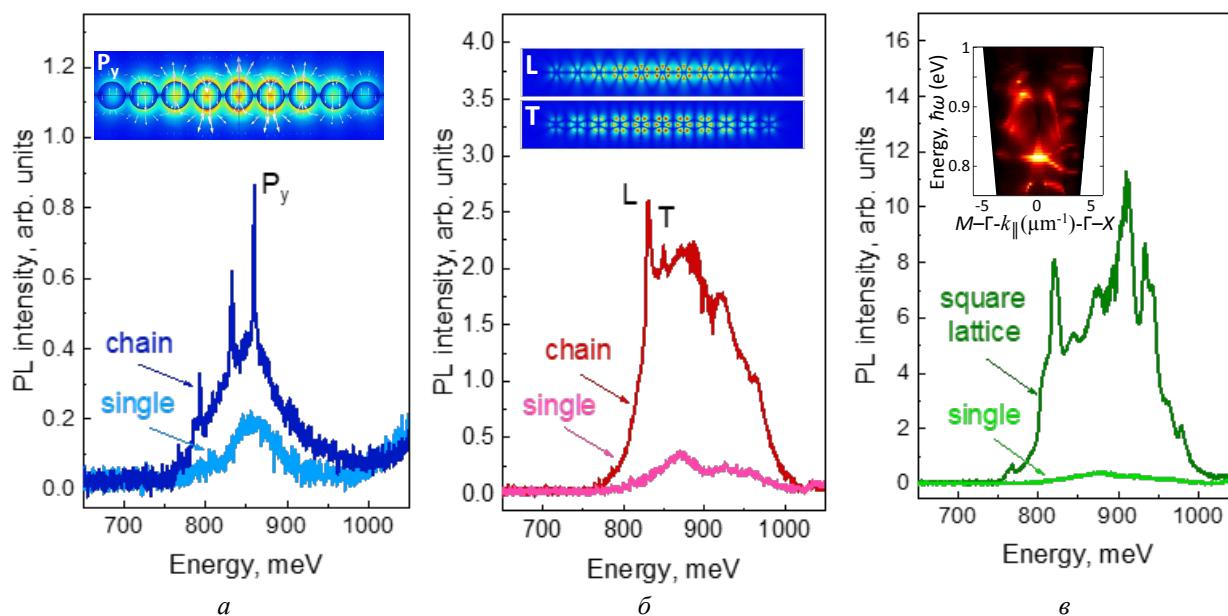 PL intensity, arb. units
1.2
1.0
0.8
0.6
0.4
0.2
0.0
P_y
P_y
chain
single
700 800 900 1000
Energy, meV
а
PL intensity, arb. units
4.0
3.5
3.0
2.5
2.0
1.5
1.0
0.5
0.0
L
T
L
T
chain
single
700 800 900 1000
Energy, meV
б
PL intensity, arb. units
16
14
12
10
8
6
4
2
0
Energy, ħω (eV)
1
0.9
0.8
-5 0 5
M–Γ-k∥(μm⁻¹)-Γ–X
square
lattice
single
700 800 900 1000
Energy, meV
в